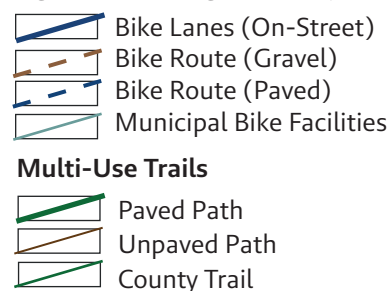 Bike Lanes (On-Street)
Bike Route (Gravel)
Bike Route (Paved)
Municipal Bike Facilities
Multi-Use Trails
Paved Path
Unpaved Path
County Trail